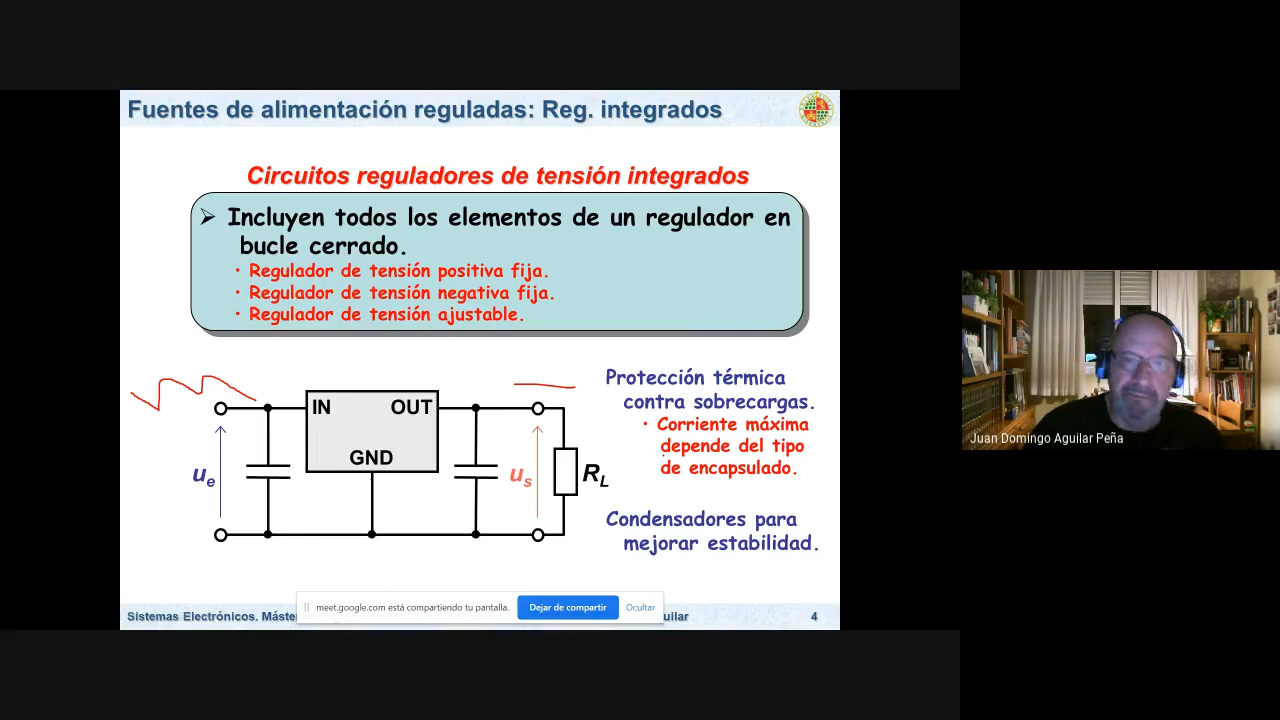 Fuentes de alimentación reguladas: Reg. integrados
Circuitos reguladores de tensión integrados
➢ Incluyen todos los elementos de un regulador en
bucle cerrado.
• Regulador de tensión positiva fija.
• Regulador de tensión negativa fija.
• Regulador de tensión ajustable.
IN OUT
GND
ue
us
RL
Protección térmica
contra sobrecargas.
• Corriente máxima
depende del tipo
de encapsulado.
Condensadores para
mejorar estabilidad.
Juan Domingo Aguilar Peña
meet.google.com está compartiendo tu pantalla.
Dejar de compartir
Ocultar
Sistemas Electrónicos. Máste
uilar
4